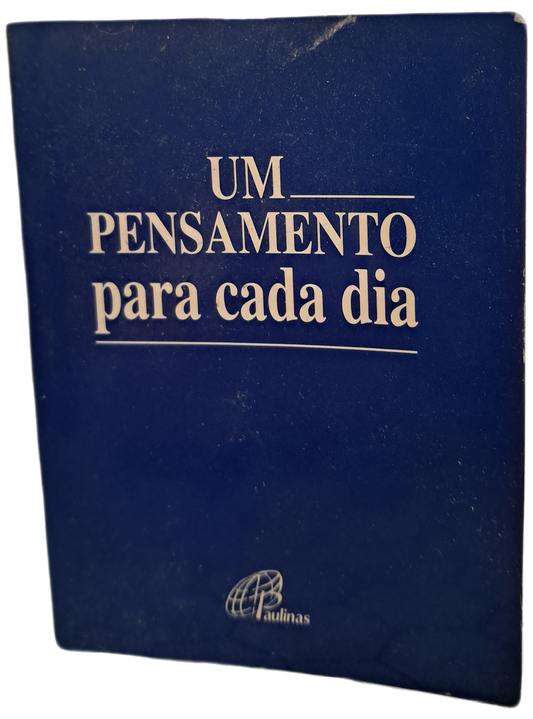 UM
PENSAMENTO
para cada dia
Paulinas